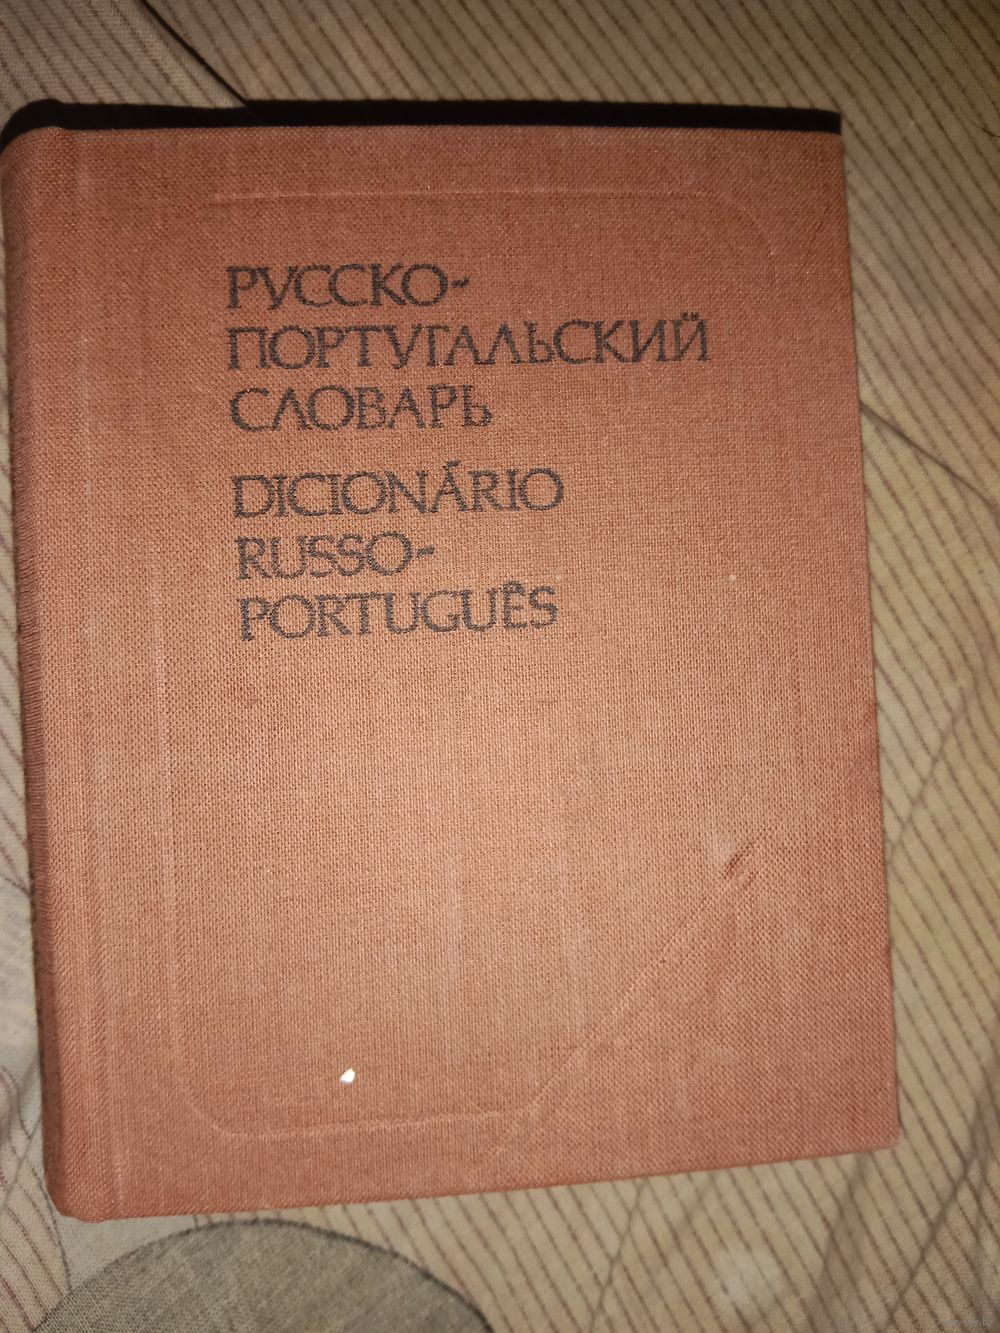 РУССКО-
ПОРТУГАЛЬСКИЙ
СЛОВАРЬ
DICIONÁRIO
RUSSO-
PORTUGUÊS